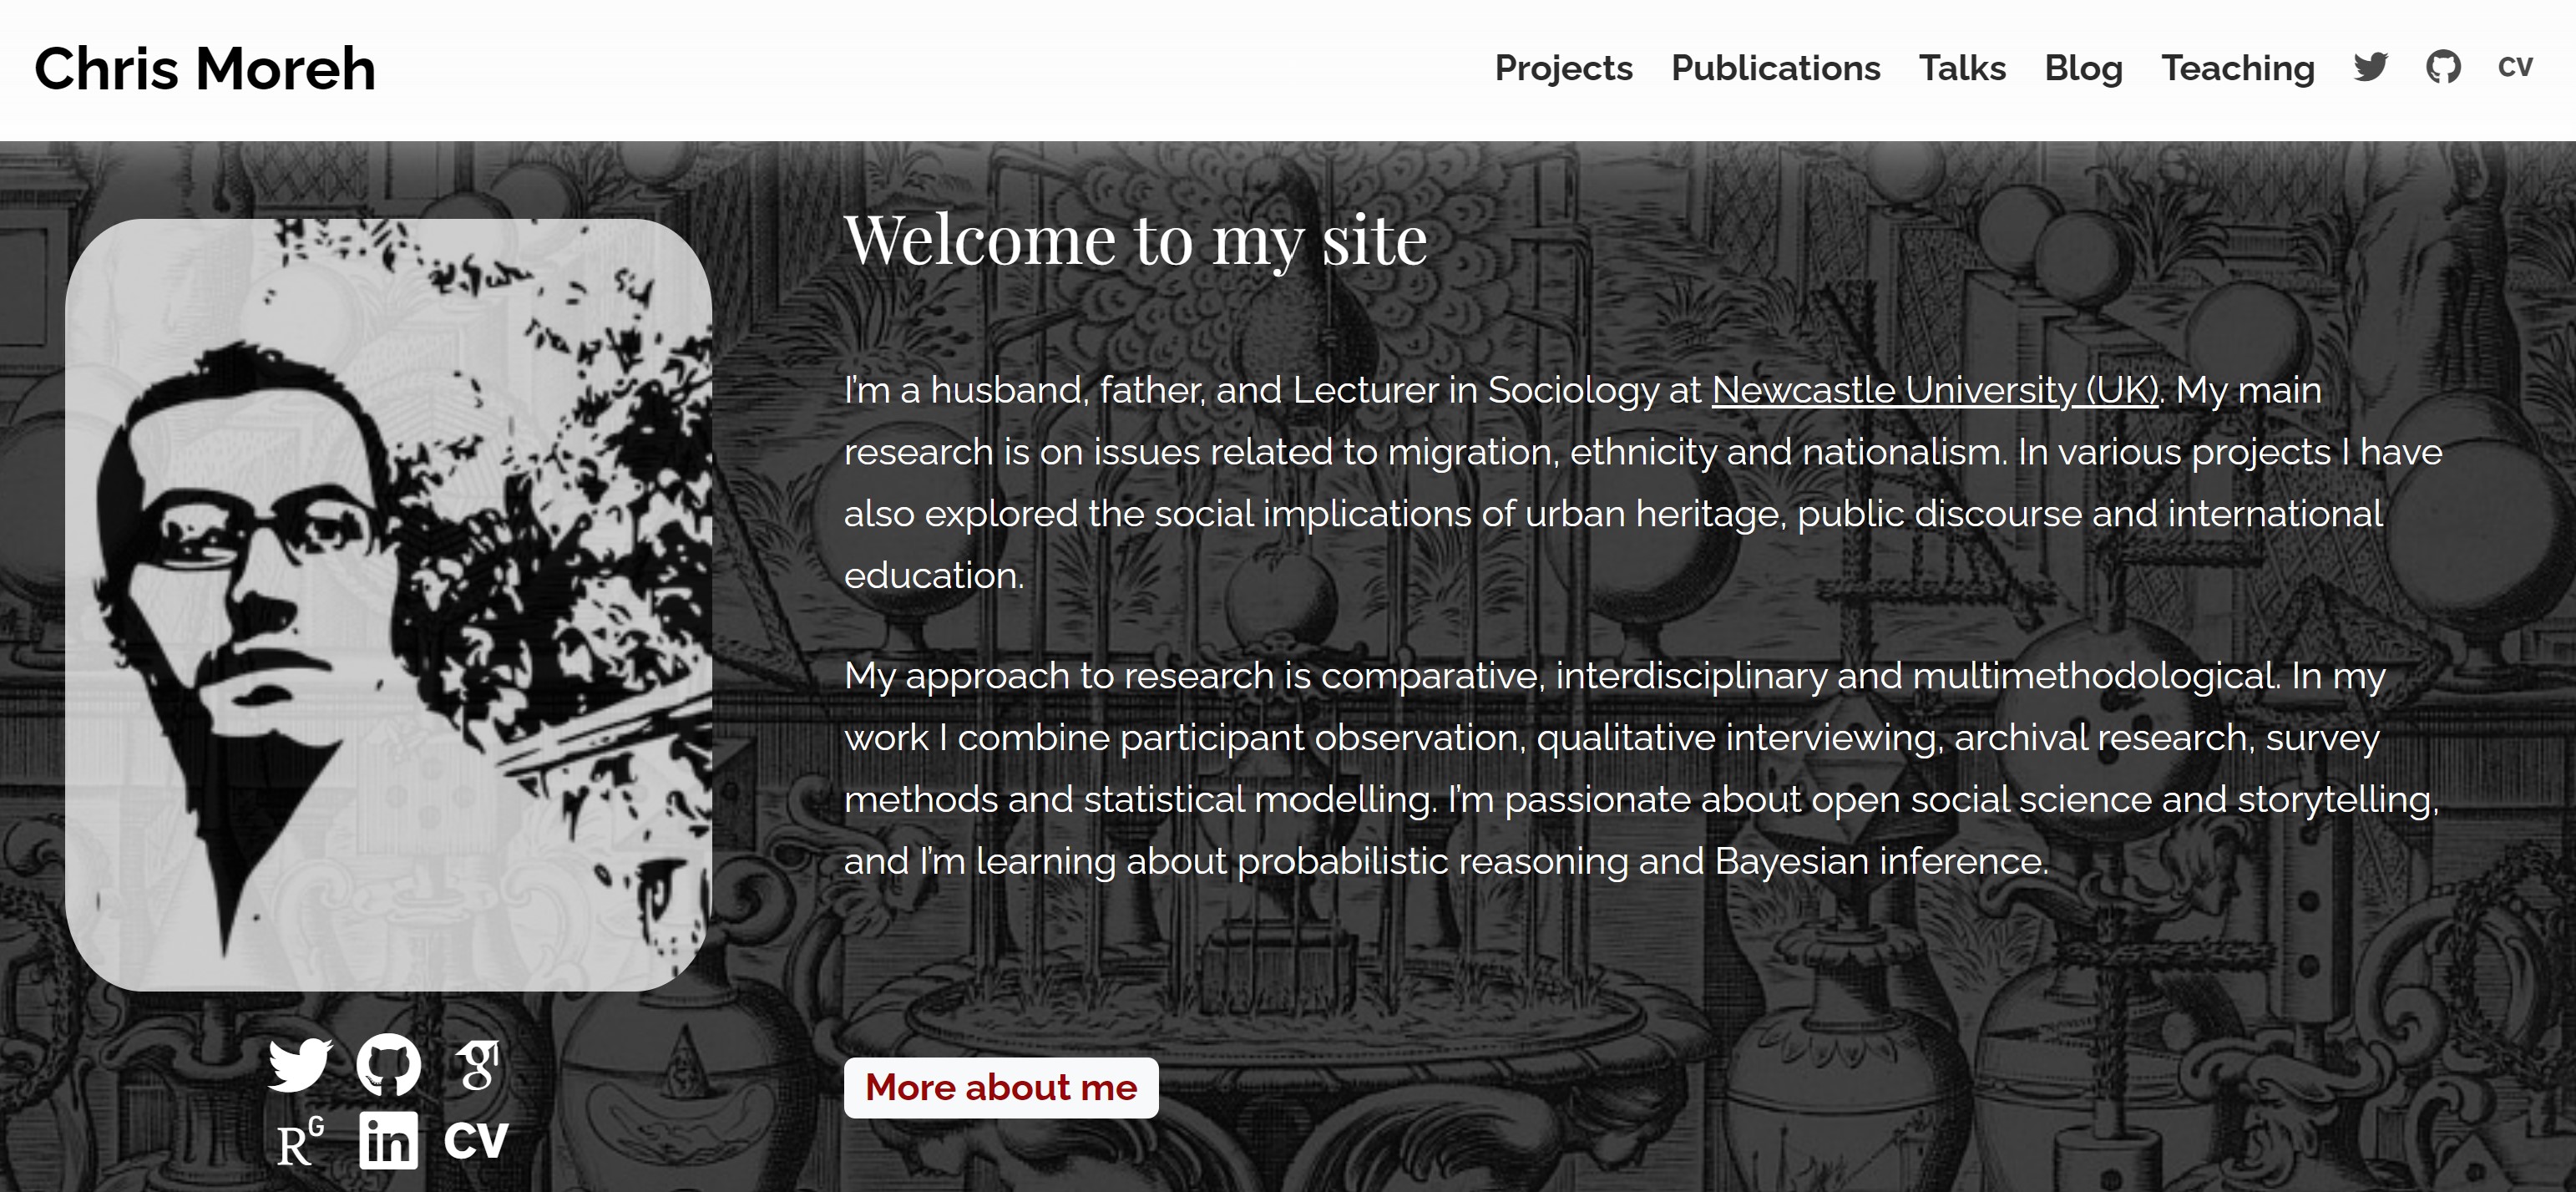 Chris Moreh
Projects Publications Talks Blog Teaching CV
Welcome to my site
I'm a husband, father, and Lecturer in Sociology at Newcastle University (UK). My main
research is on issues related to migration, ethnicity and nationalism. In various projects I have
also explored the social implications of urban heritage, public discourse and international
education.
My approach to research is comparative, interdisciplinary and multimethodological. In my
work I combine participant observation, qualitative interviewing, archival research, survey
methods and statistical modelling. I'm passionate about open social science and storytelling,
and I'm learning about probabilistic reasoning and Bayesian inference.
More about me
g
RG in CV